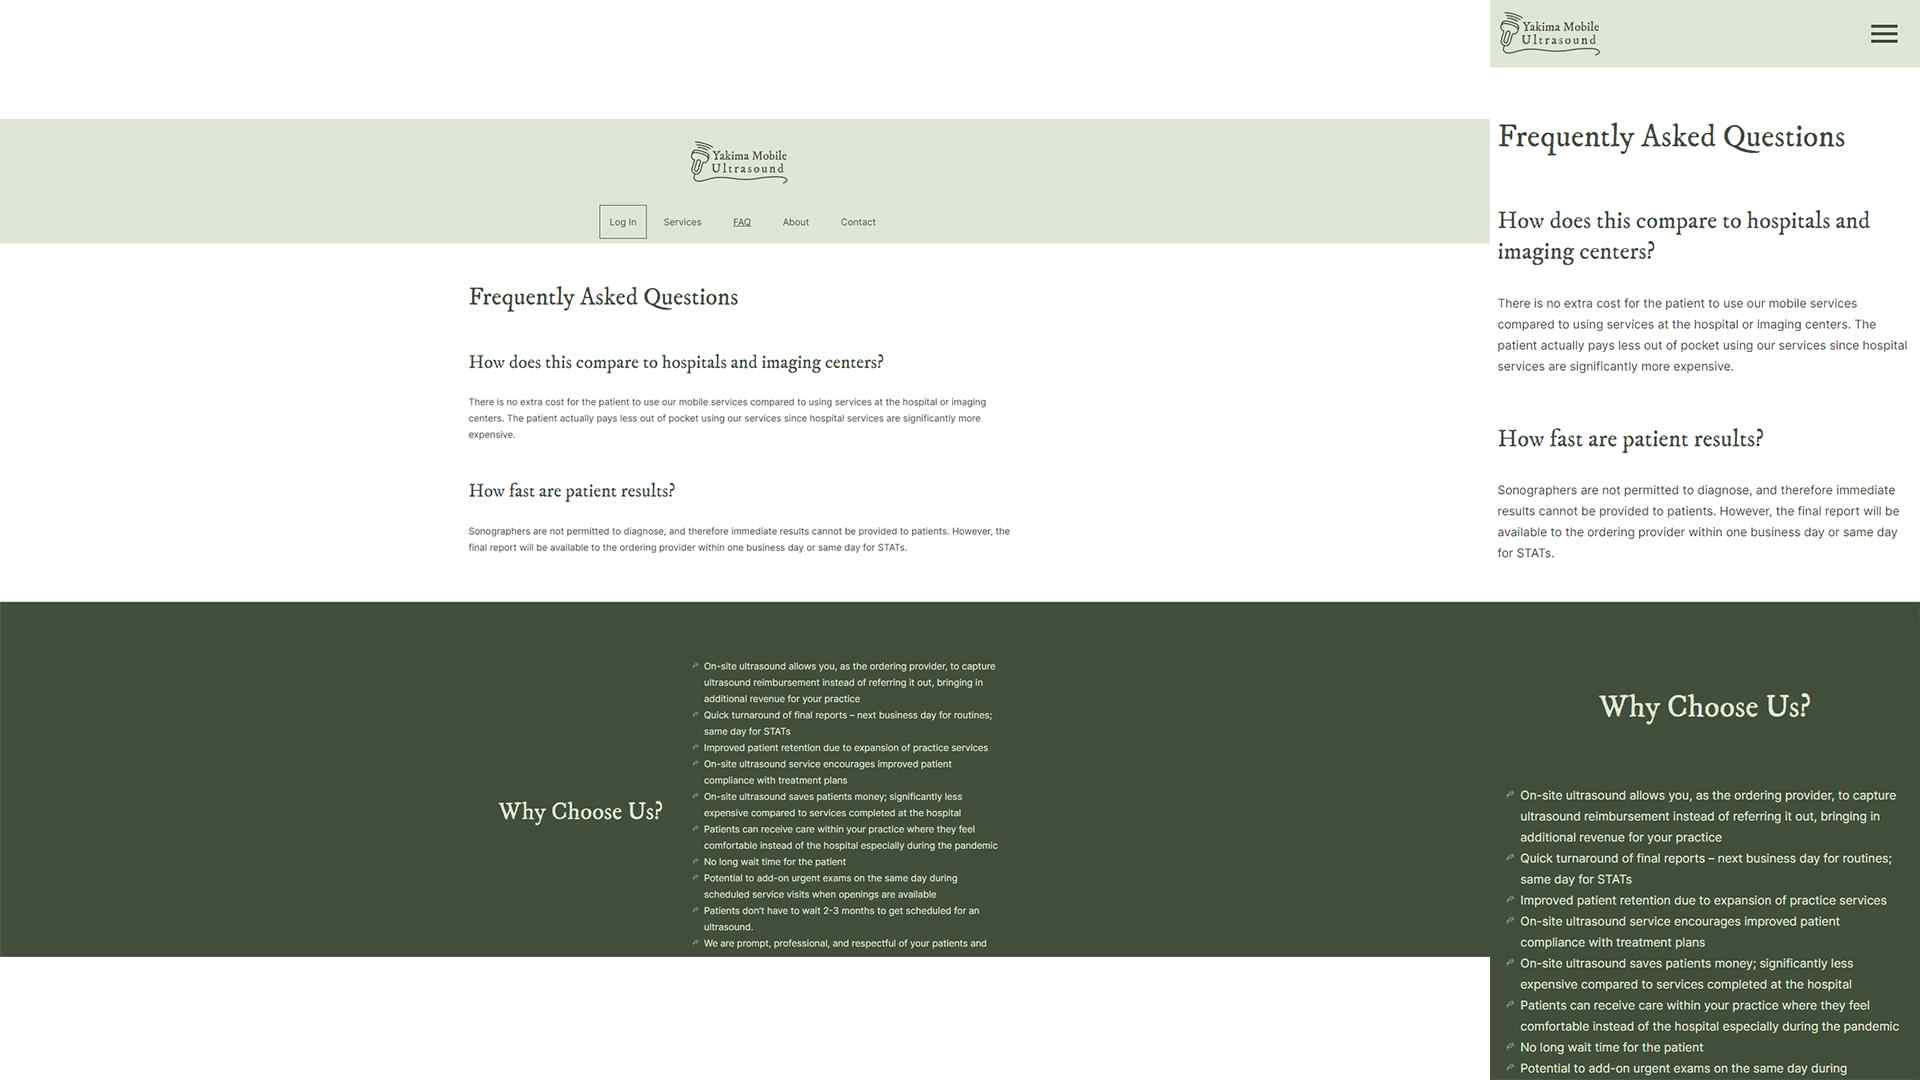 Yakima Mobile
Ultrasound
Log In Services FAQ About Contact
Frequently Asked Questions
How does this compare to hospitals and imaging centers?
There is no extra cost for the patient to use our mobile services compared to using services at the hospital or imaging
centers. The patient actually pays less out of pocket using our services since hospital services are significantly more
expensive.
How fast are patient results?
Sonographers are not permitted to diagnose, and therefore immediate results cannot be provided to patients. However, the
final report will be available to the ordering provider within one business day or same day for STATs.
Why Choose Us?
On-site ultrasound allows you, as the ordering provider, to capture
ultrasound reimbursement instead of referring it out, bringing in
additional revenue for your practice
Quick turnaround of final reports – next business day for routines;
same day for STATs
Improved patient retention due to expansion of practice services
On-site ultrasound service encourages improved patient
compliance with treatment plans
On-site ultrasound saves patients money; significantly less
expensive compared to services completed at the hospital
Patients can receive care within your practice where they feel
comfortable instead of the hospital especially during the pandemic
No long wait time for the patient
Potential to add-on urgent exams on the same day during
scheduled service visits when openings are available
Patients don't have to wait 2-3 months to get scheduled for an
ultrasound.
We are prompt, professional, and respectful of your patients and
Yakima Mobile
Ultrasound
Frequently Asked Questions
How does this compare to hospitals and
imaging centers?
There is no extra cost for the patient to use our mobile services
compared to using services at the hospital or imaging centers. The
patient actually pays less out of pocket using our services since hospital
services are significantly more expensive.
How fast are patient results?
Sonographers are not permitted to diagnose, and therefore immediate
results cannot be provided to patients. However, the final report will be
available to the ordering provider within one business day or same day
for STATs.
Why Choose Us?
On-site ultrasound allows you, as the ordering provider, to capture
ultrasound reimbursement instead of referring it out, bringing in
additional revenue for your practice
Quick turnaround of final reports – next business day for routines;
same day for STATs
Improved patient retention due to expansion of practice services
On-site ultrasound service encourages improved patient
compliance with treatment plans
On-site ultrasound saves patients money; significantly less
expensive compared to services completed at the hospital
Patients can receive care within your practice where they feel
comfortable instead of the hospital especially during the pandemic
No long wait time for the patient
Potential to add-on urgent exams on the same day during